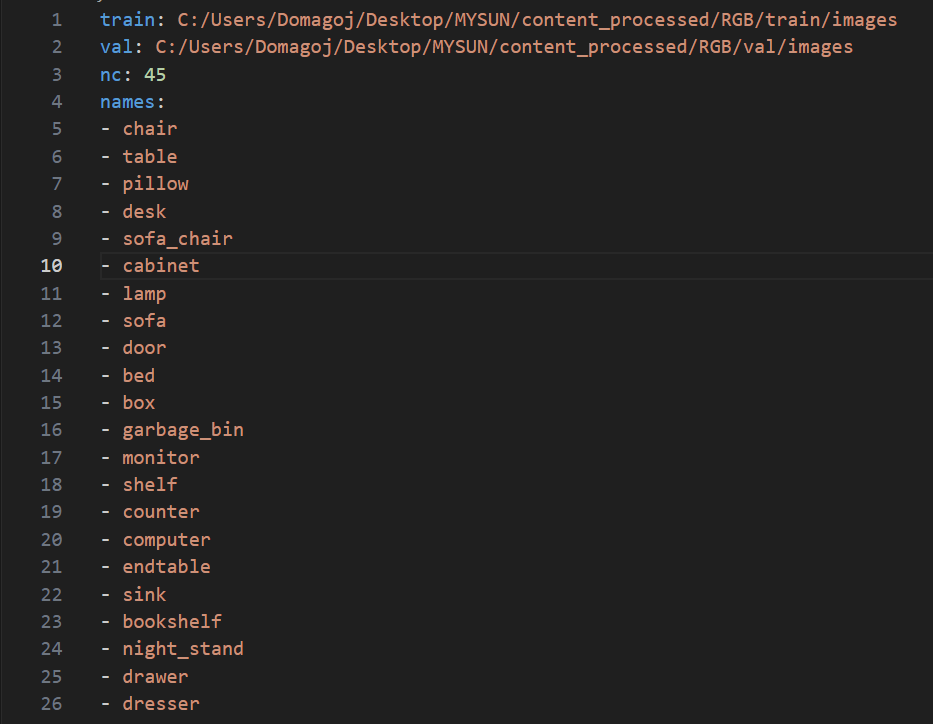 1 train: C:/Users/Domagoj/Desktop/MYSUN/content_processed/RGB/train/images
2 val: C:/Users/Domagoj/Desktop/MYSUN/content_processed/RGB/val/images
3 nc: 45
4 names:
5 - chair
6 - table
7 - pillow
8 - desk
9 - sofa_chair
10 - cabinet
11 - lamp
12 - sofa
13 - door
14 - bed
15 - box
16 - garbage_bin
17 - monitor
18 - shelf
19 - counter
20 - computer
21 - endtable
22 - sink
23 - bookshelf
24 - night_stand
25 - drawer
26 - dresser